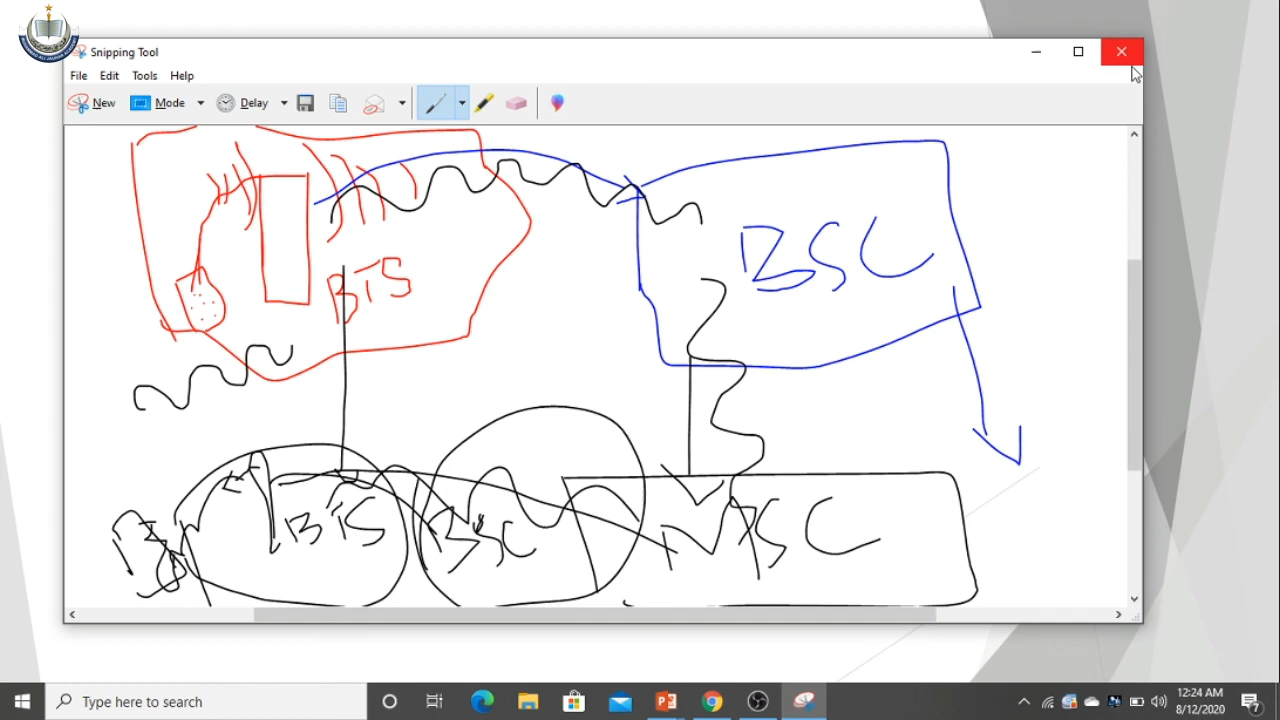 Snipping Tool
File Edit Tools Help
New Mode Delay
BSC
BTS
BTS BSC MSC
Type here to search
12:24 AM
8/12/2020
7